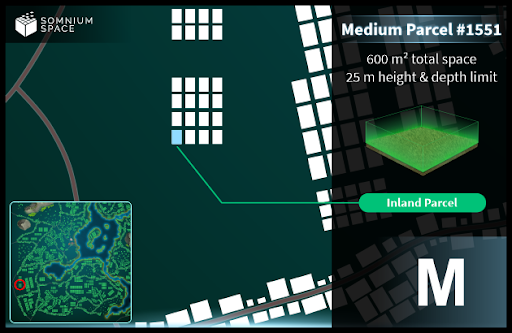 SOMNIUM
SPACE
Medium Parcel #1551
600 m² total space
25 m height & depth limit
Inland Parcel
M